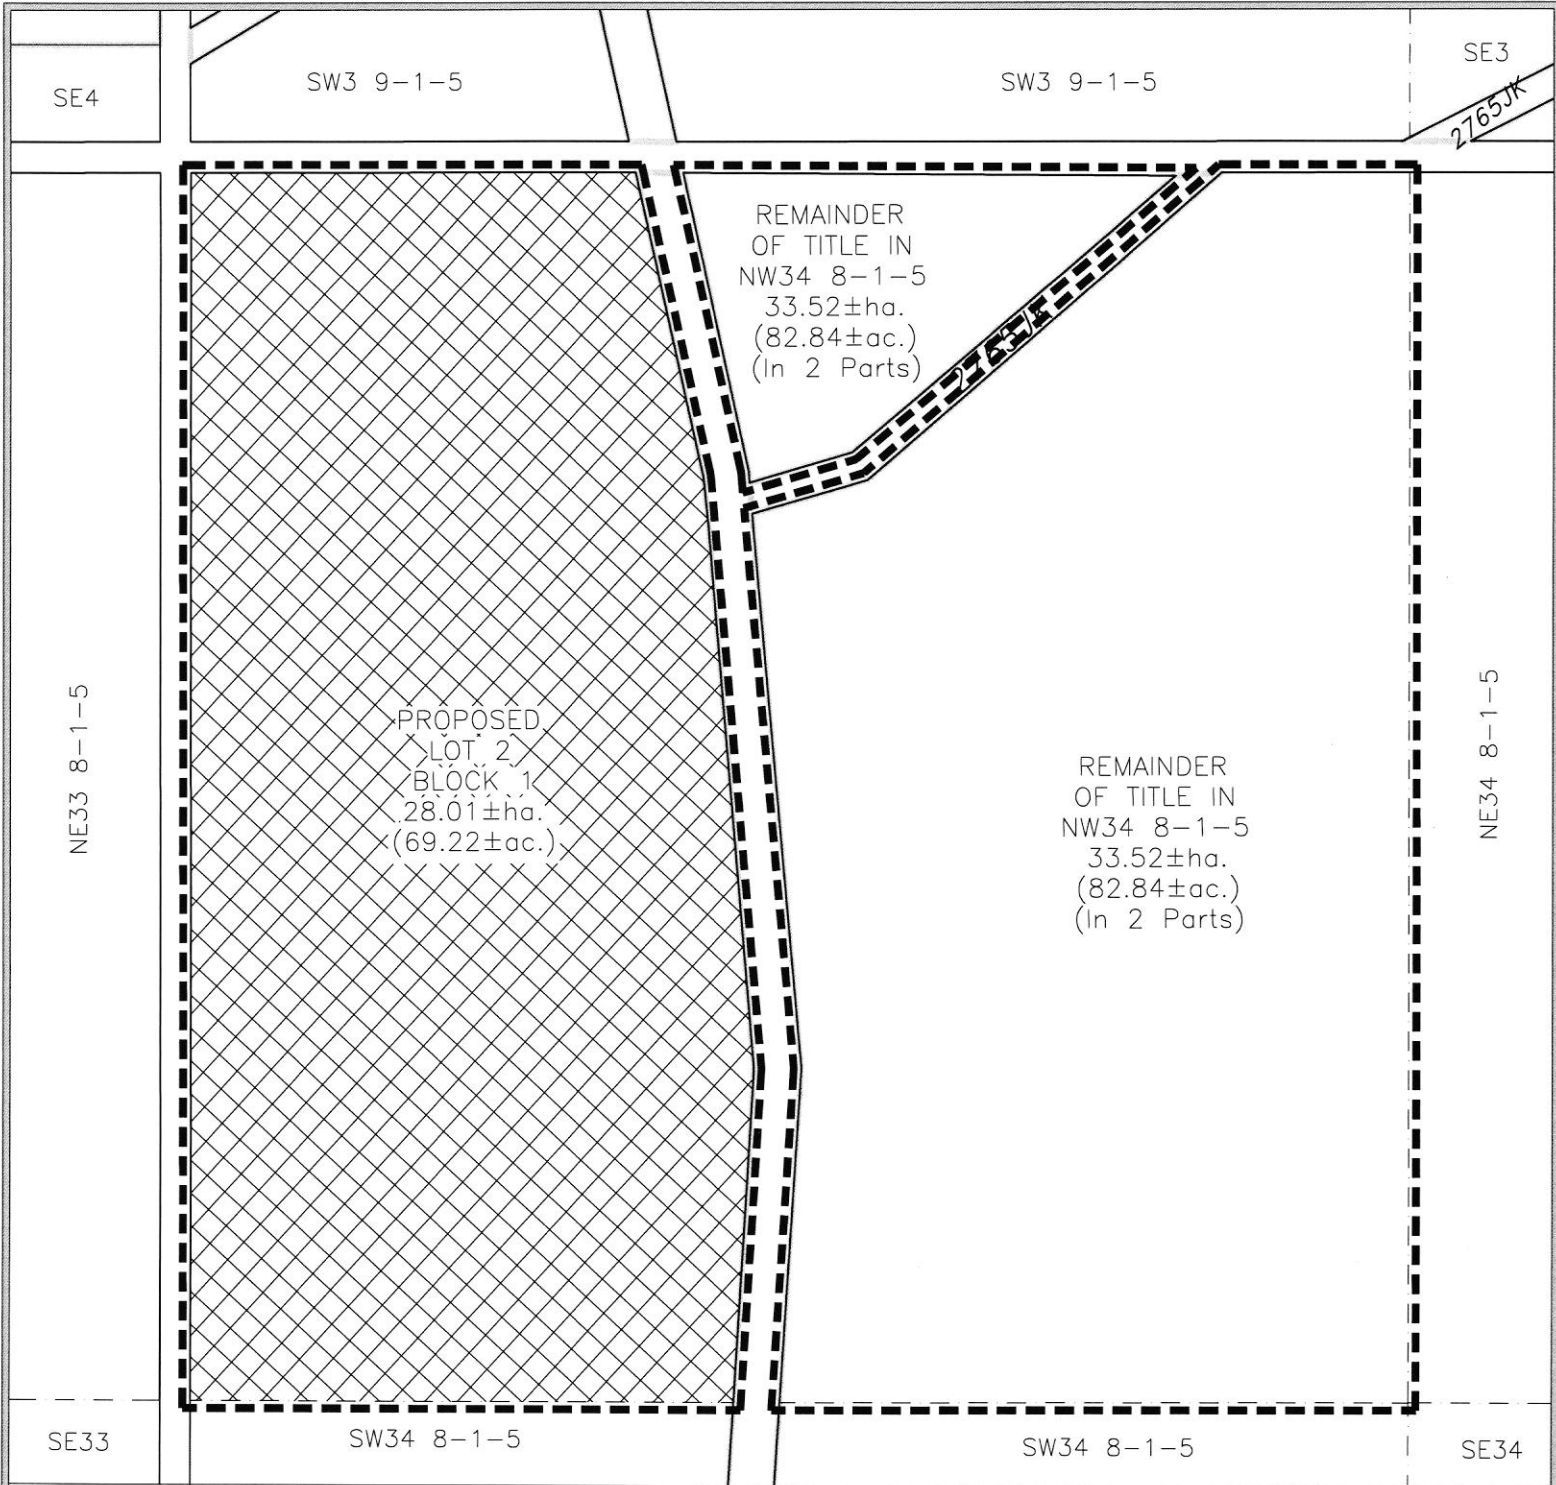 SE4
SW3 9-1-5
SW3 9-1-5
SE3
2765JK
REMAINDER
OF TITLE IN
NW34 8-1-5
33.52±ha.
(82.84±ac.)
(In 2 Parts)
2765JK
NE33 8-1-5
PROPOSED
LOT 2
BLOCK 1
28.01±ha.
(69.22±ac.)
REMAINDER
OF TITLE IN
NW34 8-1-5
33.52±ha.
(82.84±ac.)
(In 2 Parts)
NE34 8-1-5
SE33
SW34 8-1-5
SW34 8-1-5
SE34